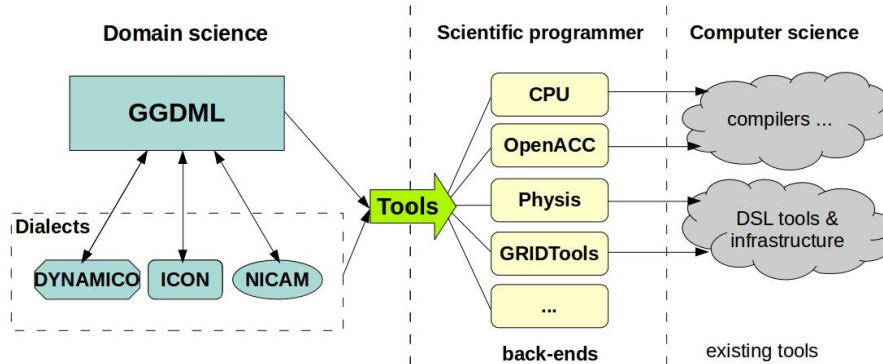 Domain science
Scientific programmer
Computer science
GGDML
Dialects
DYNAMICO
ICON
NICAM
Tools
CPU
OpenACC
Physis
GRIDTools
...
back-ends
compilers ...
DSL tools &
infrastructure
existing tools